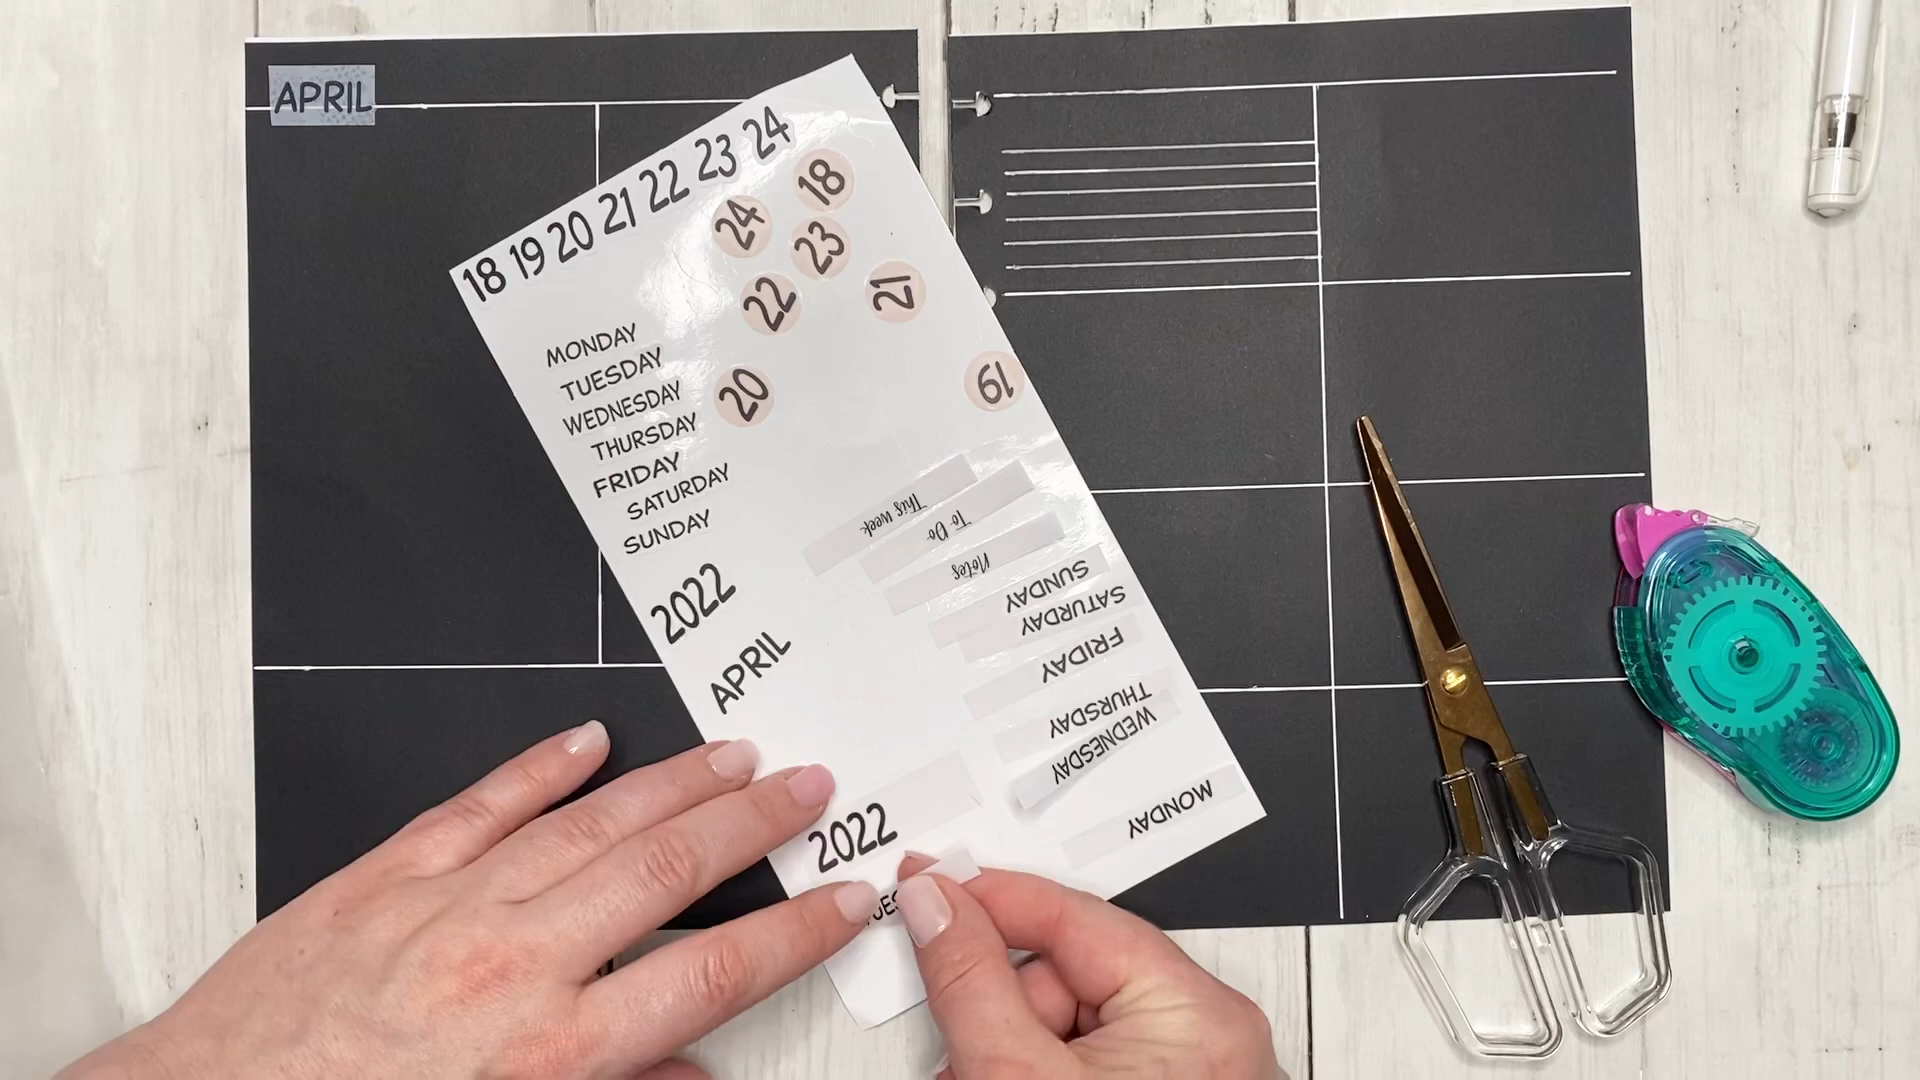 APRIL
18 19 20 21 22 23 24
18
24
23
22
21
20
19
MONDAY
TUESDAY
WEDNESDAY
THURSDAY
FRIDAY
SATURDAY
SUNDAY
2022
APRIL
This week
To Do
Notes
SUNDAY
SATURDAY
FRIDAY
THURSDAY
WEDNESDAY
MONDAY
2022